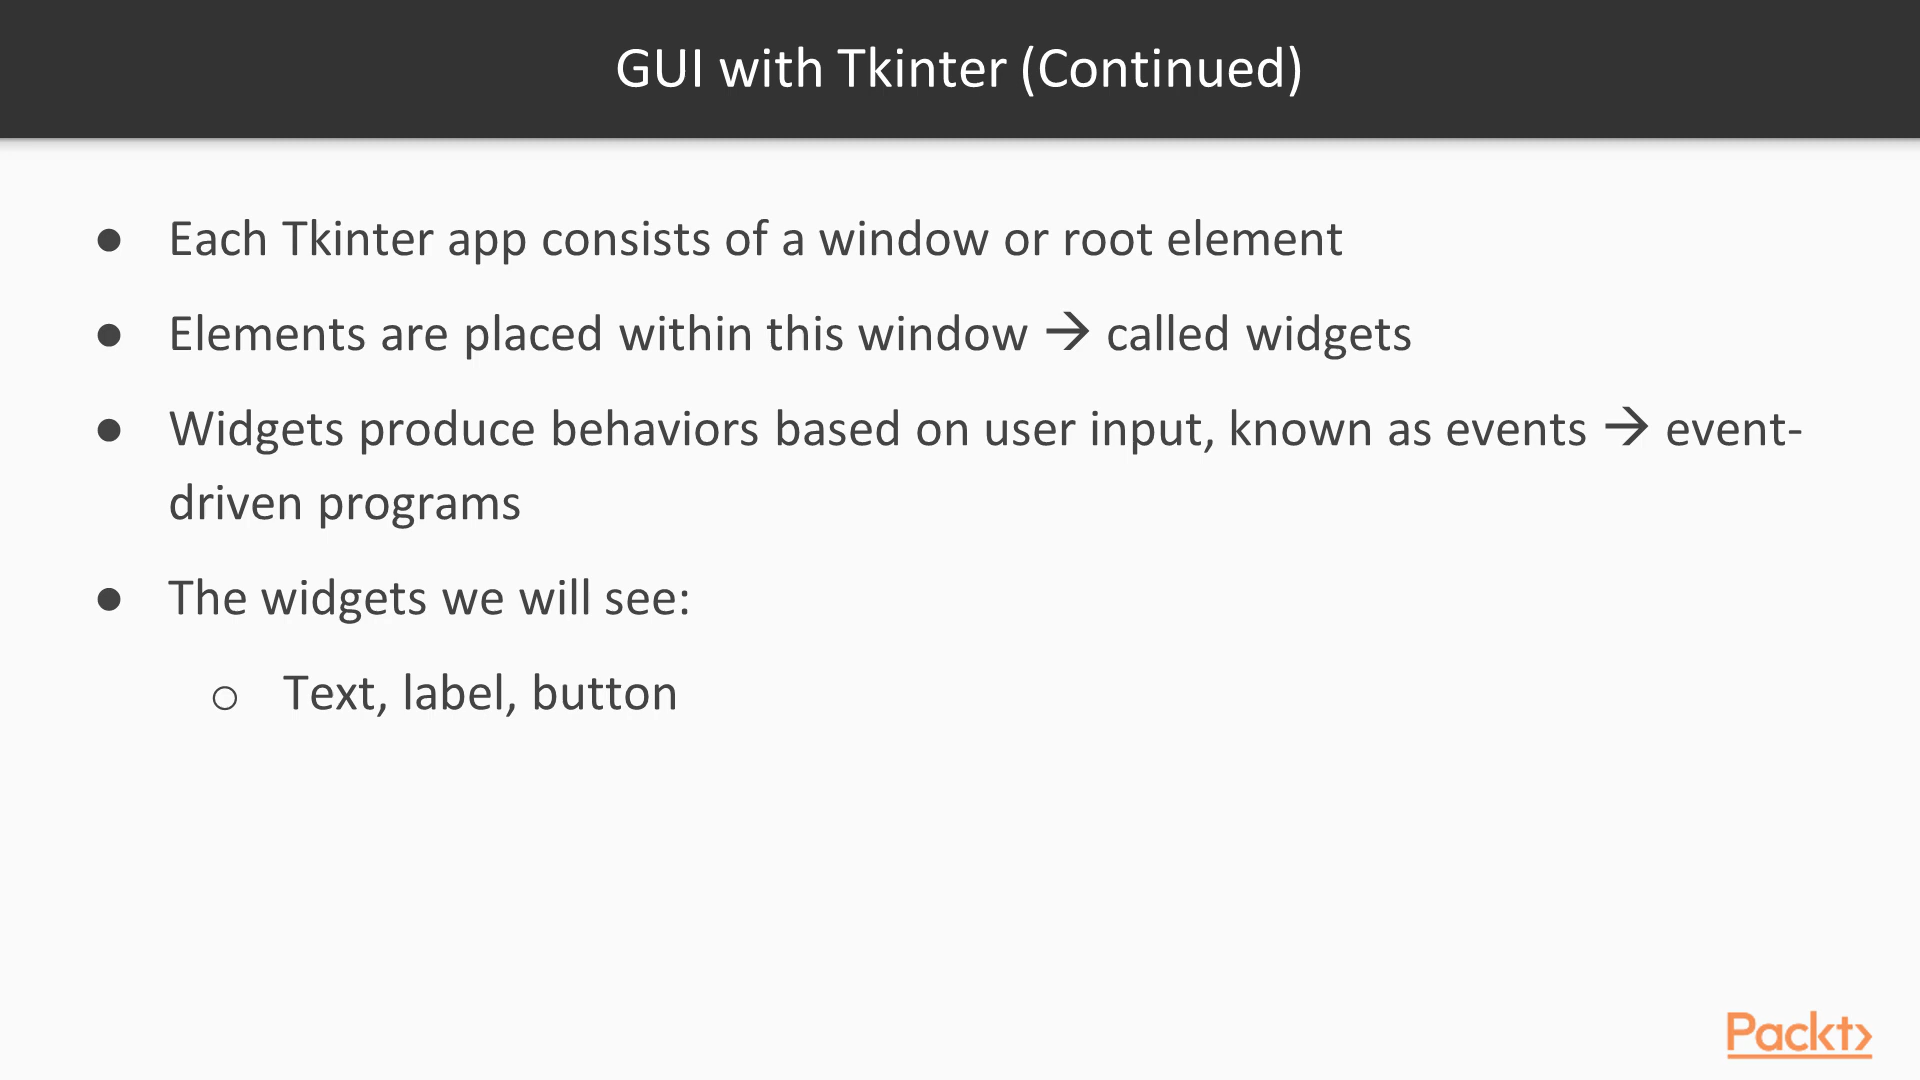 GUI with Tkinter (Continued)
● Each Tkinter app consists of a window or root element
● Elements are placed within this window → called widgets
● Widgets produce behaviors based on user input, known as events → event-
driven programs
● The widgets we will see:
○ Text, label, button
Packt>